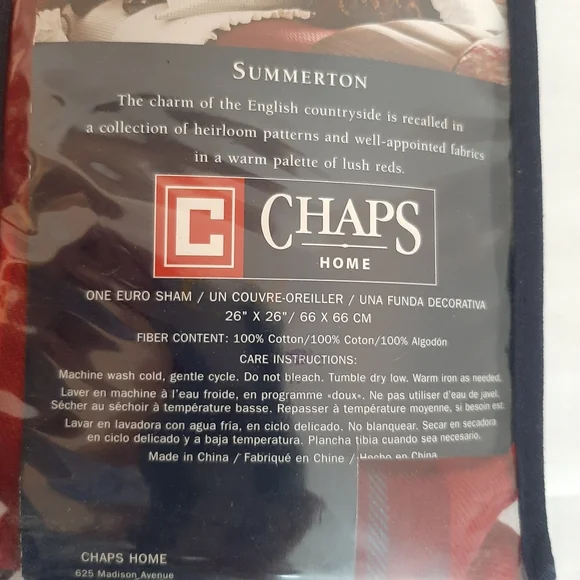 SUMMERTON
The charm of the English countryside is recalled in
a collection of heirloom patterns and well-appointed fabrics
in a warm palette of lush reds.
C CHAPS
HOME
ONE EURO SHAM / UN COUVRE-OREILLER / UNA FUNDA DECORATIVA
26" X 26"/ 66 X 66 CM
FIBER CONTENT: 100% Cotton/100% Coton/100% Algodón
CARE INSTRUCTIONS:
Machine wash cold, gentle cycle. Do not bleach. Tumble dry low. Warm iron as needed.
Laver en machine à l'eau froide, en programme «doux». Ne pas utiliser d'eau de javel.
Sécher au séchoir à température basse. Repasser à température moyenne, si besoin est.
Lavar en lavadora con agua fría, en ciclo delicado. No blanquear. Secar en secadora
en ciclo delicado y a baja temperatura. Plancha tibia cuando sea necesario.
Made in China / Fabriqué en Chine / Hecho en China
CHAPS HOME
625 Madison Avenue